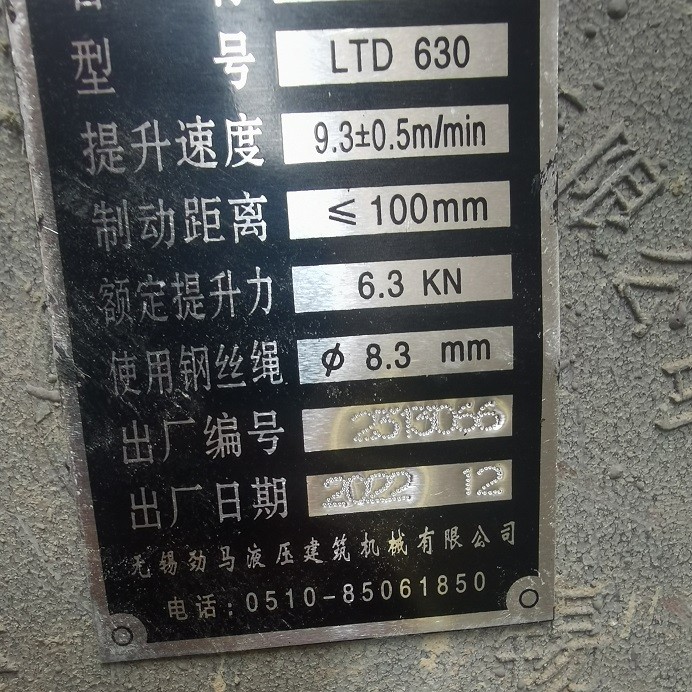 型 号 LTD 630
提升速度 9.3±0.5m/min
制动距离 ≤100mm
额定提升力 6.3 KN
使用钢丝绳 φ 8.3 mm
出厂编号
出厂日期 2022 12
无锡劲马液压建筑机械有限公司
电话：0510-85061850